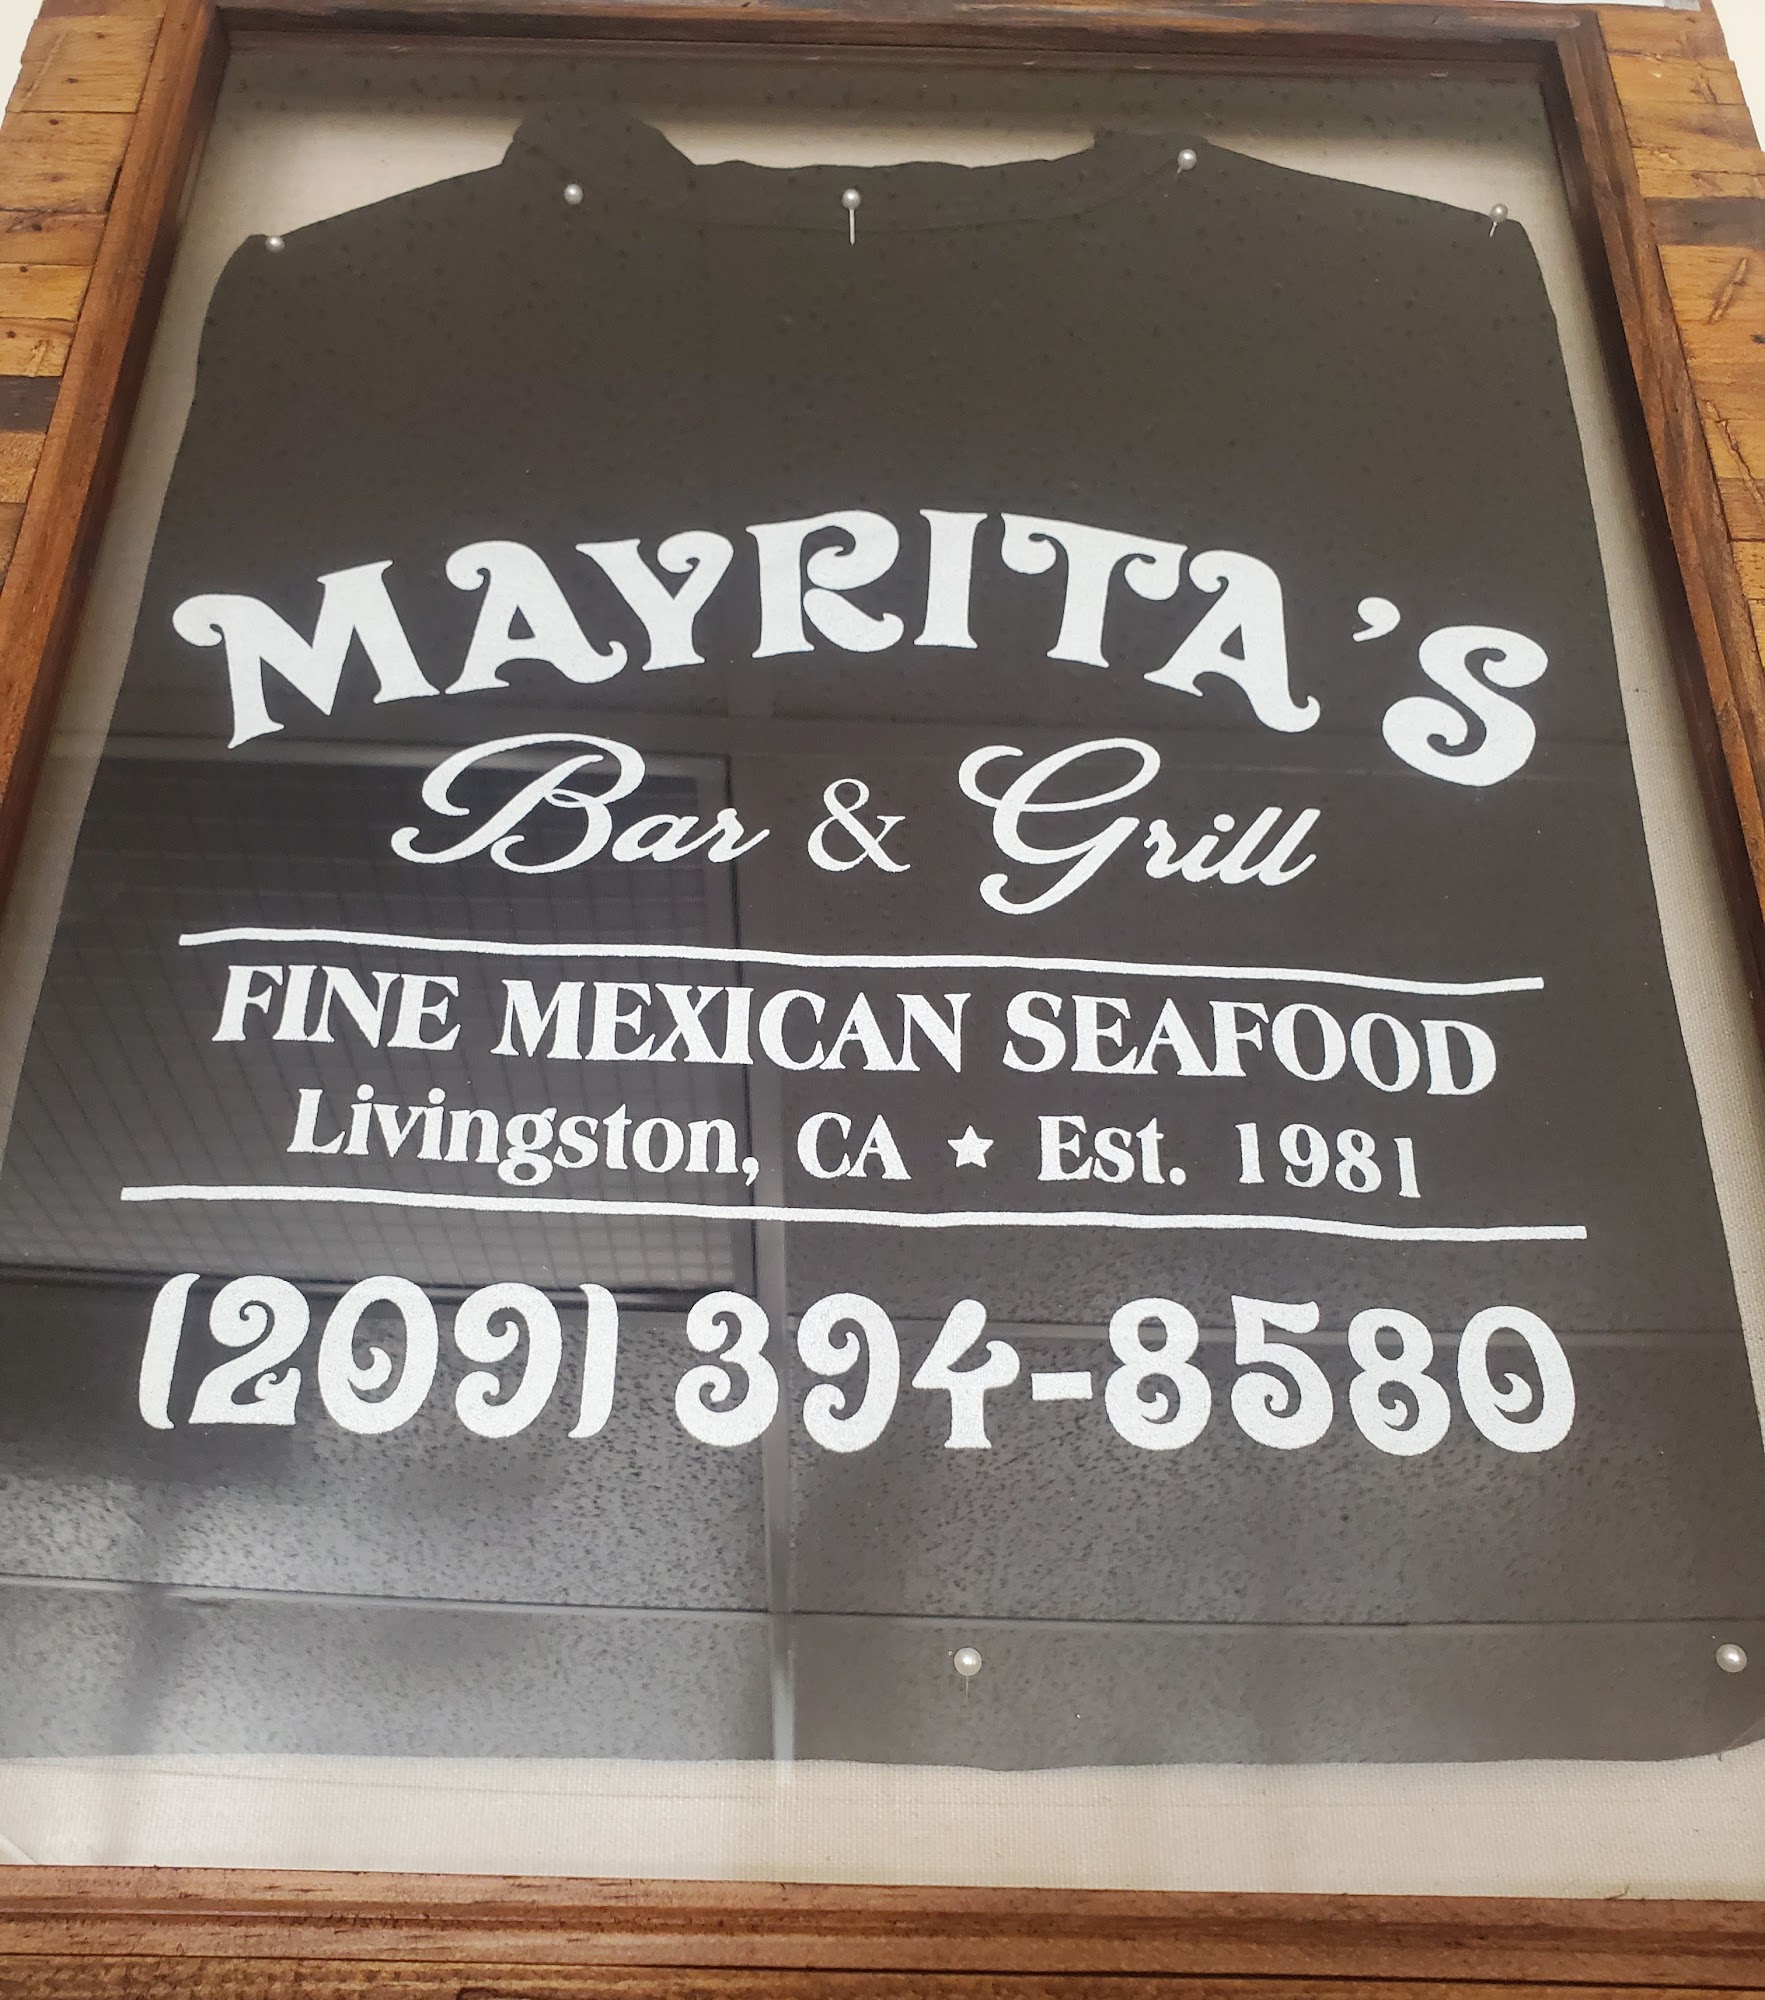 MAYRITA'S
Bar & Grill
FINE MEXICAN SEAFOOD
Livingston, CA ★ Est. 1981
(209) 394-8580